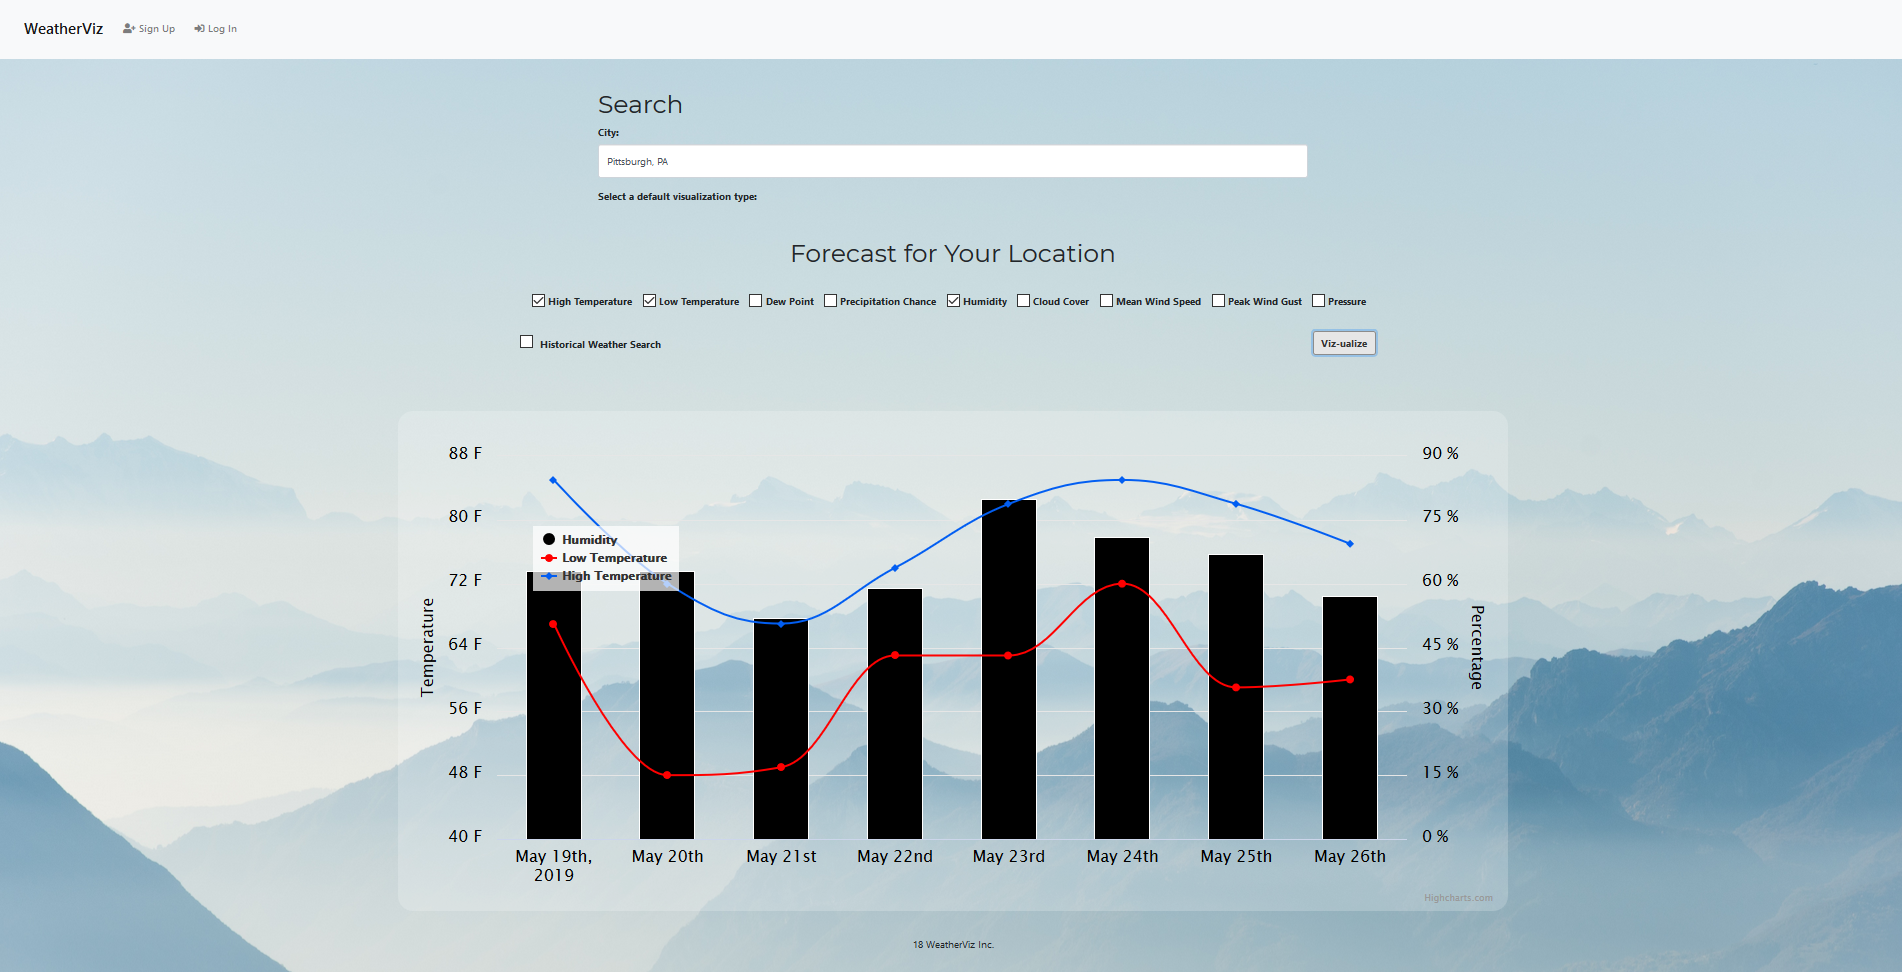 WeatherViz Sign Up Log In
Search
City:
Pittsburgh, PA
Select a default visualization type:
Forecast for Your Location
High Temperature Low Temperature Dew Point Precipitation Chance Humidity Cloud Cover Mean Wind Speed Peak Wind Gust Pressure
Historical Weather Search Viz-ualize
88 F 90 %
80 F 75 %
Humidity
Low Temperature
High Temperature
72 F 60 %
Temperature
Percentage
64 F 45 %
56 F 30 %
48 F 15 %
40 F 0 %
May 19th, May 20th May 21st May 22nd May 23rd May 24th May 25th May 26th
2019
Highcharts.com
18 WeatherViz Inc.